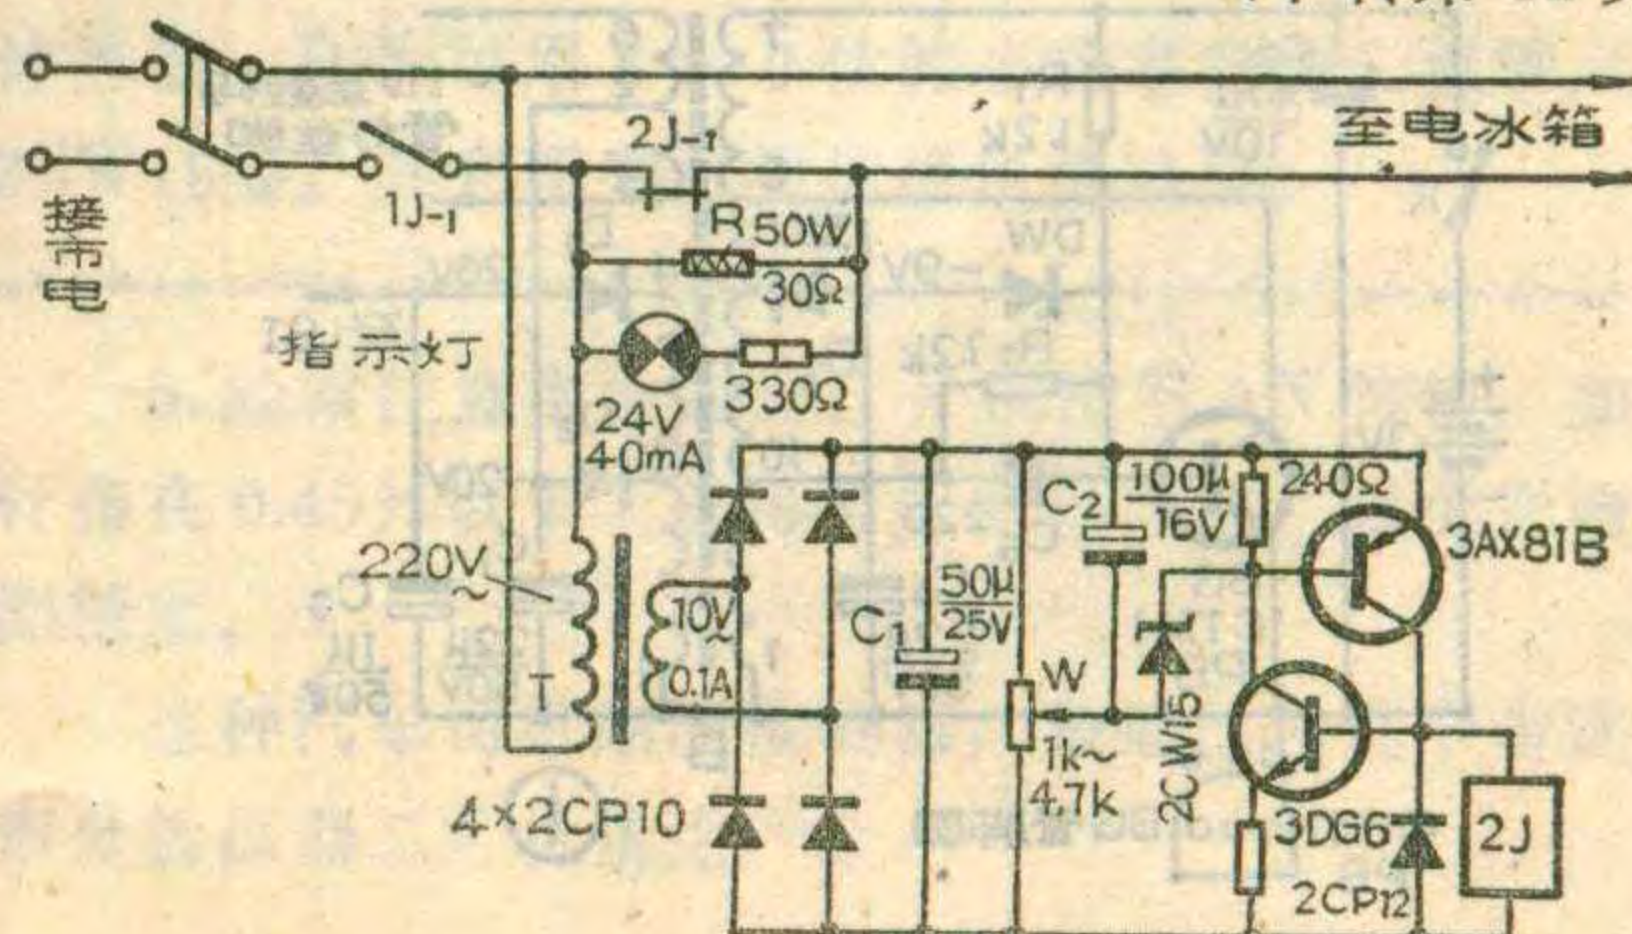 至电冰箱
2J-1
接市电
1J-1
R 50W
30Ω
指示灯
330Ω
24V
40mA
220V
~
10V
~
0.1A
T
4×2CP10
C1
50μ
25V
W
1k~
4.7k
C2
100μ
16V
2CW15
240Ω
3AX81B
3DG6
2CP12
2J